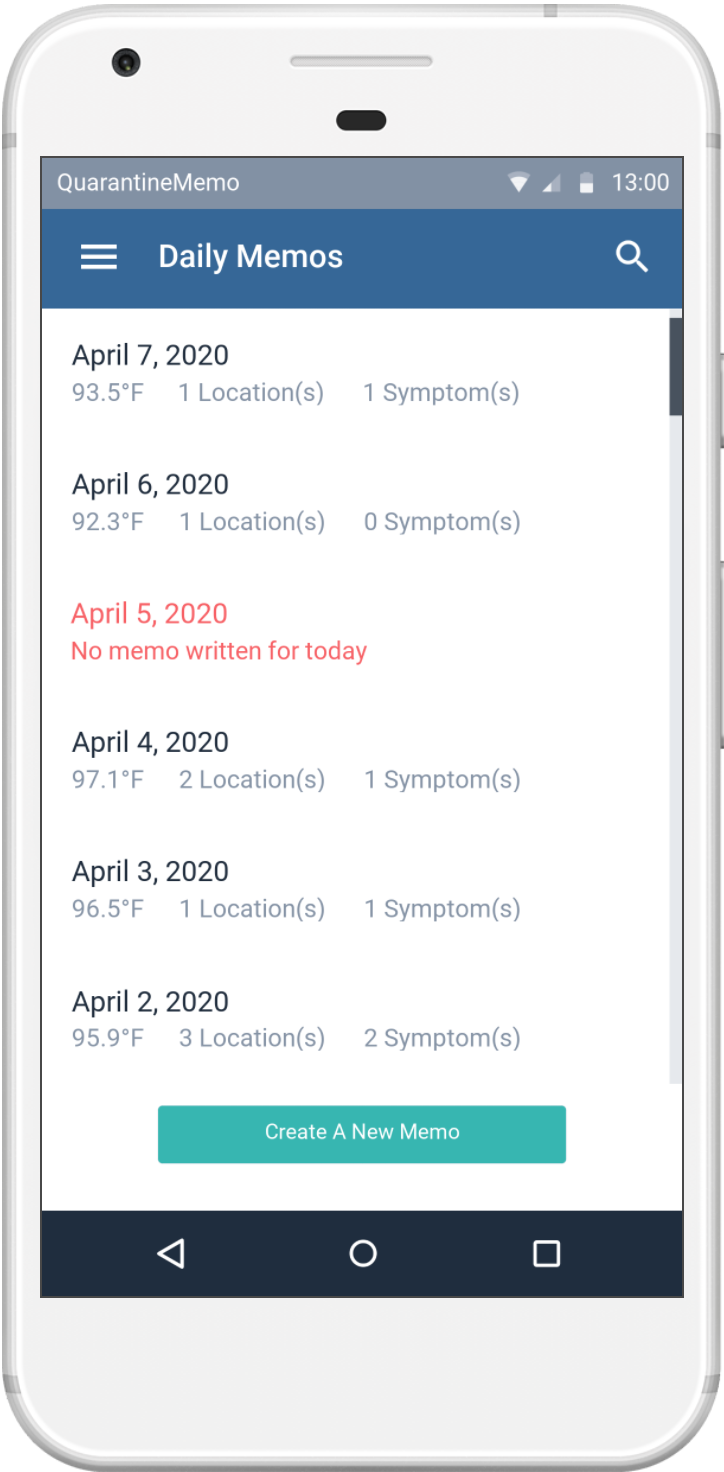 QuarantineMemo 13:00
Daily Memos
April 7, 2020
93.5°F 1 Location(s) 1 Symptom(s)
April 6, 2020
92.3°F 1 Location(s) 0 Symptom(s)
April 5, 2020
No memo written for today
April 4, 2020
97.1°F 2 Location(s) 1 Symptom(s)
April 3, 2020
96.5°F 1 Location(s) 1 Symptom(s)
April 2, 2020
95.9°F 3 Location(s) 2 Symptom(s)
Create A New Memo